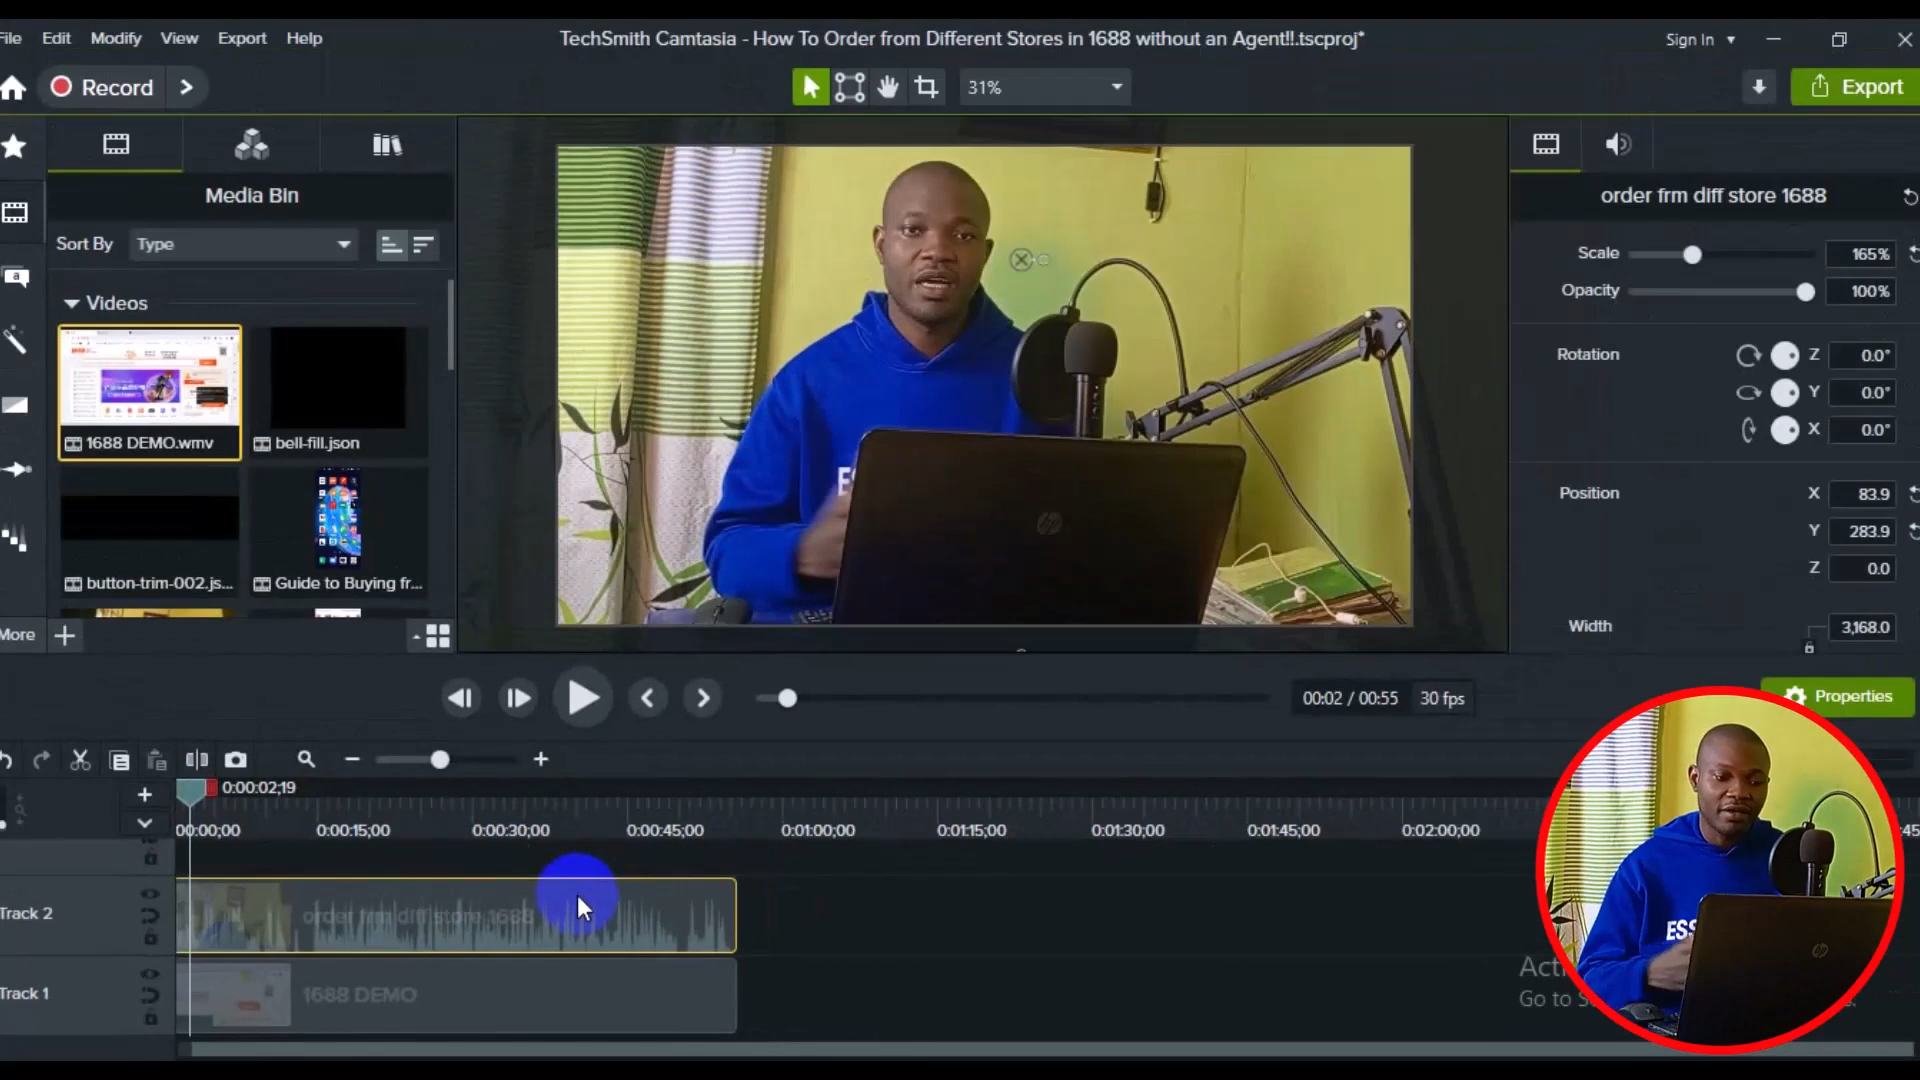 File Edit Modify View Export Help
TechSmith Camtasia - How To Order from Different Stores in 1688 without an Agent!!.tscproj*
Sign In
Record
31%
Export
Media Bin
Sort By Type
Videos
1688 DEMO.wmv
bell-fill.json
button-trim-002.js...
Guide to Buying fr...
More
order frm diff store 1688
Scale 165%
Opacity 100%
Rotation Z 0.0°
Y 0.0°
X 0.0°
Position X 83.9
Y 283.9
Z 0.0
Width 3,168.0
00:02 / 00:55 30 fps
Properties
0:00:02;19
00:00;00 0:00:15;00 0:00:30;00 0:00:45;00 0:01:00;00 0:01:15;00 0:01:30;00 0:01:45;00 0:02:00;00 :45
Track 2
order frm diff store 1688
Track 1
1688 DEMO
Acti
Go to S
ESS